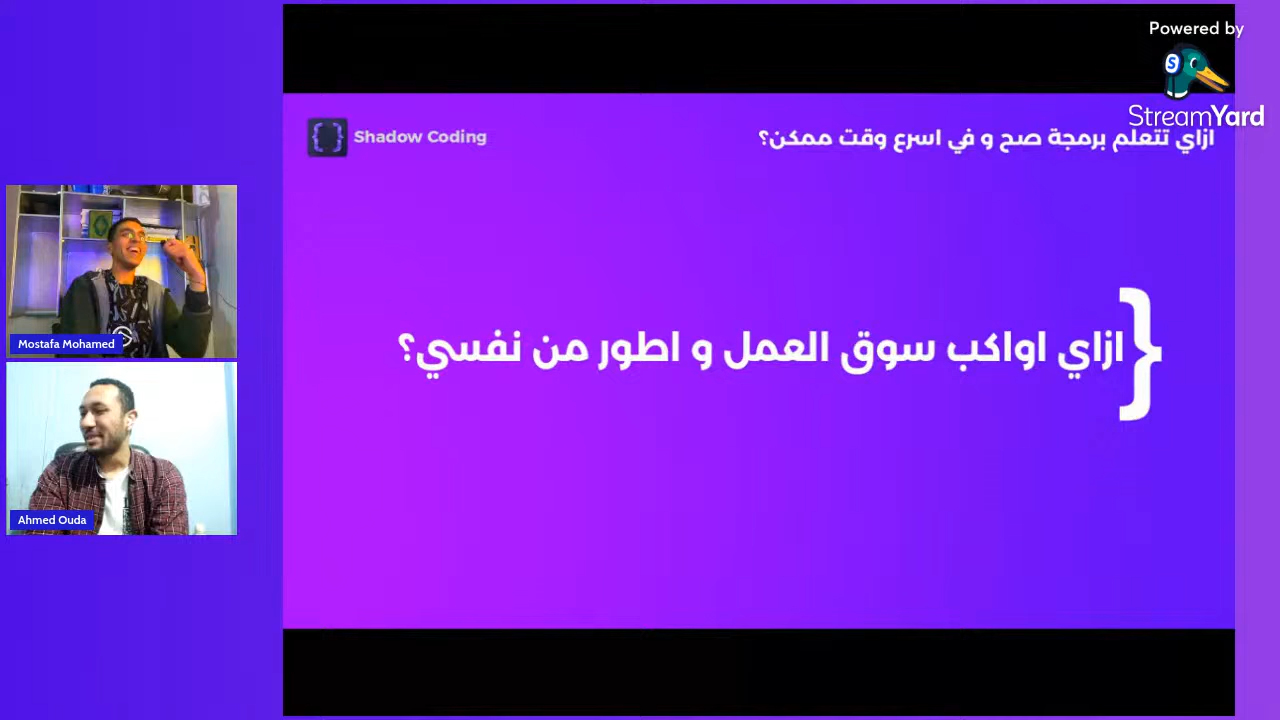 Powered by
StreamYard
Shadow Coding
ازاي تتعلم برمجة صح و في اسرع وقت ممكن؟
ازاي اواكب سوق العمل و اطور من نفسي؟
Mostafa Mohamed
Ahmed Ouda